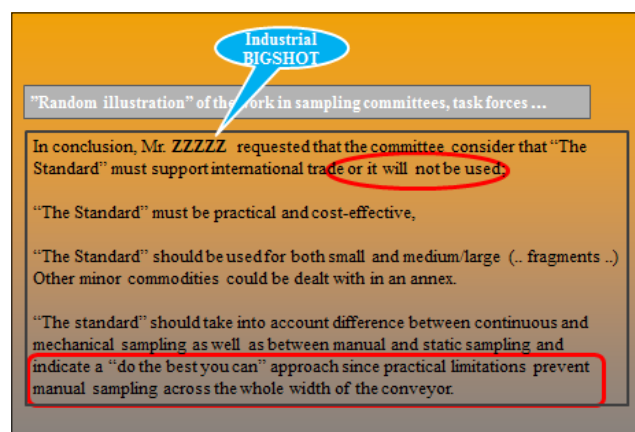 Industrial
BIGSHOT
”Random illustration” of the work in sampling committees, task forces ...
In conclusion, Mr. ZZZZZ requested that the committee consider that “The
Standard” must support international trade or it will not be used.
“The Standard” must be practical and cost-effective,
“The Standard” should be used for both small and medium/large (.. fragments ..)
Other minor commodities could be dealt with in an annex.
“The standard” should take into account difference between continuous and
mechanical sampling as well as between manual and static sampling and
indicate a “do the best you can” approach since practical limitations prevent
manual sampling across the whole width of the conveyor.